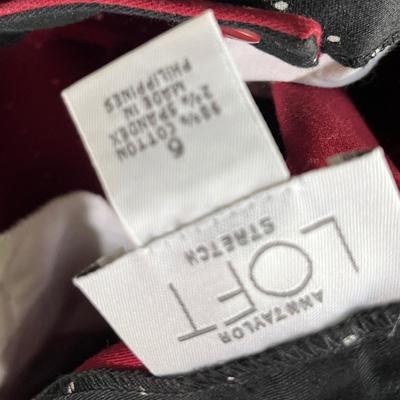 ANN TAYLOR
LOFT
STRETCH
6
98% COTTON
2% SPANDEX
MADE IN
PHILIPPINES